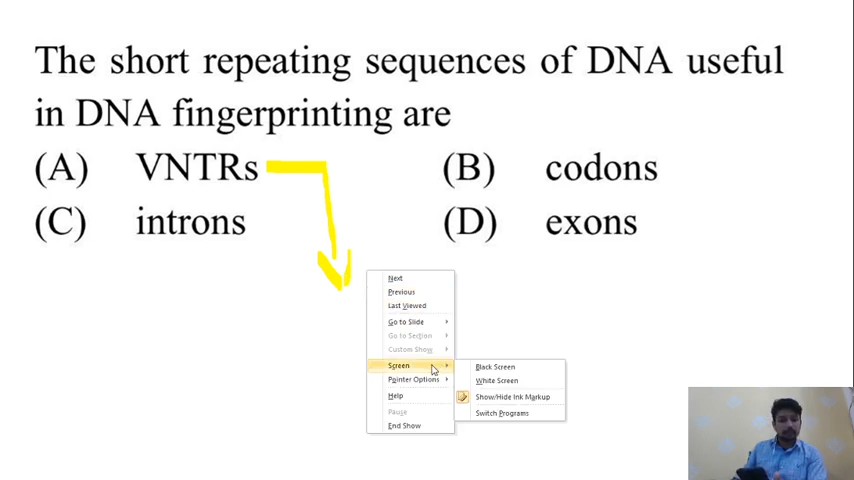 The short repeating sequences of DNA useful
in DNA fingerprinting are
(A) VNTRs (B) codons
(C) introns (D) exons
Next
Previous
Last Viewed
Go to Slide
Go to Section
Custom Show
Screen
Pointer Options
Help
Pause
End Show
Black Screen
White Screen
Show/Hide Ink Markup
Switch Programs